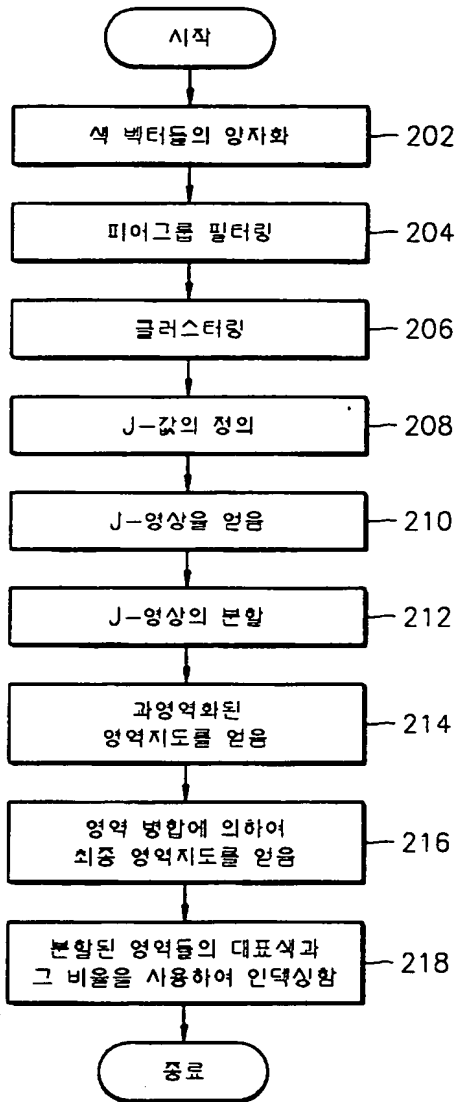 시작
색 벡터들의 양자화
202
피어그룹 필터링
204
클러스터링
206
J-값의 정의
208
J-영상을 얻음
210
J-영상의 분할
212
과영역화된
영역지도를 얻음
214
영역 병합에 의하여
최종 영역지도를 얻음
216
분할된 영역들의 대표색과
그 비율을 사용하여 인덱싱함
218
종료